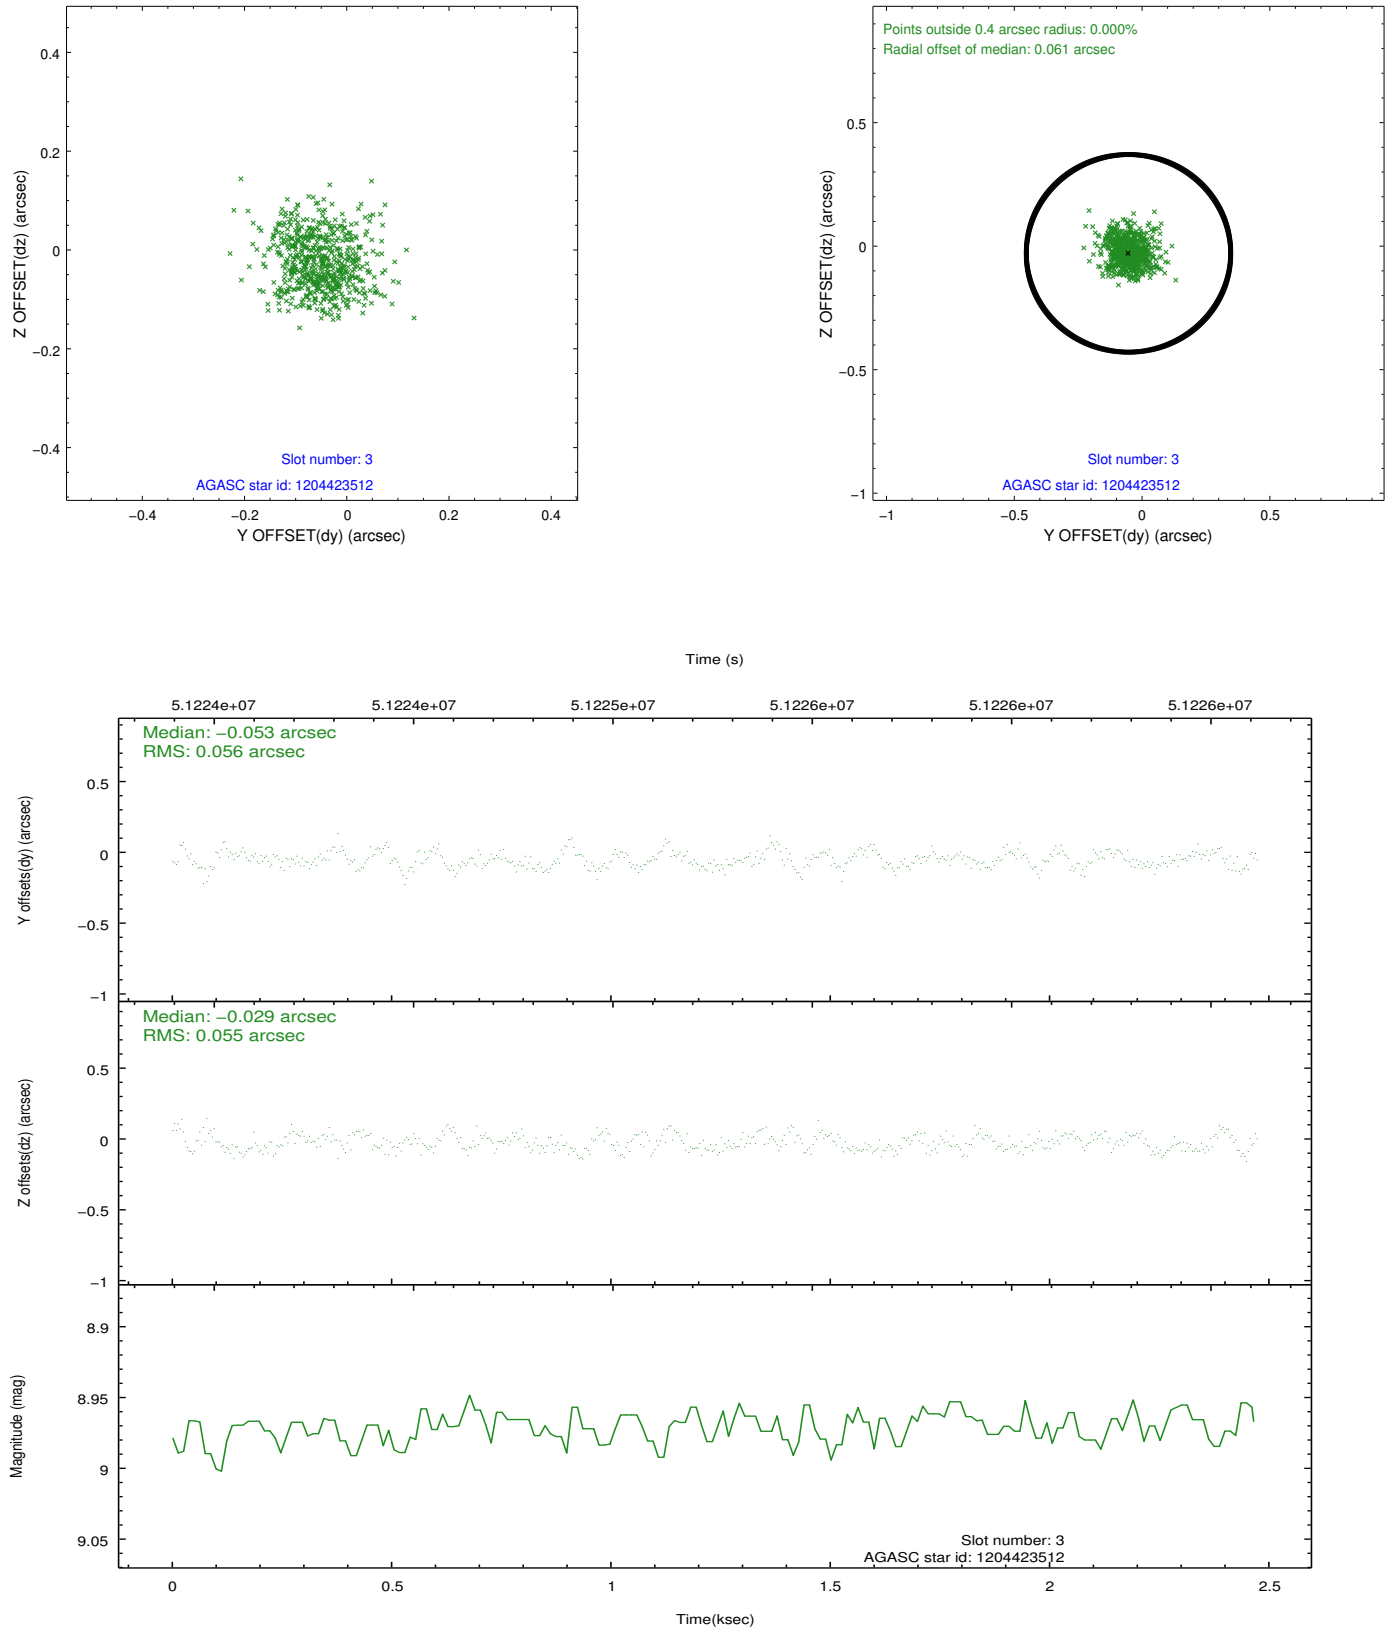 0.4
0.2
0
−0.2
−0.4
Z OFFSET(dz) (arcsec)
Slot number: 3
AGASC star id: 1204423512
−0.4
−0.2
0
0.2
0.4
Y OFFSET(dy) (arcsec)
Points outside 0.4 arcsec radius: 0.000%
Radial offset of median: 0.061 arcsec
0.5
0
−0.5
−1
Z OFFSET(dz) (arcsec)
Slot number: 3
AGASC star id: 1204423512
−1
−0.5
0
0.5
Y OFFSET(dy) (arcsec)
Time (s)
5.1224e+07
5.1224e+07
5.1225e+07
5.1226e+07
5.1226e+07
5.1226e+07
Median: −0.053 arcsec
RMS: 0.056 arcsec
0.5
0
−0.5
−1
Y offsets(dy) (arcsec)
Median: −0.029 arcsec
RMS: 0.055 arcsec
0.5
0
−0.5
−1
Z offsets(dz) (arcsec)
8.9
8.95
9
9.05
Magnitude (mag)
Slot number: 3
AGASC star id: 1204423512
0
0.5
1
1.5
2
2.5
Time(ksec)